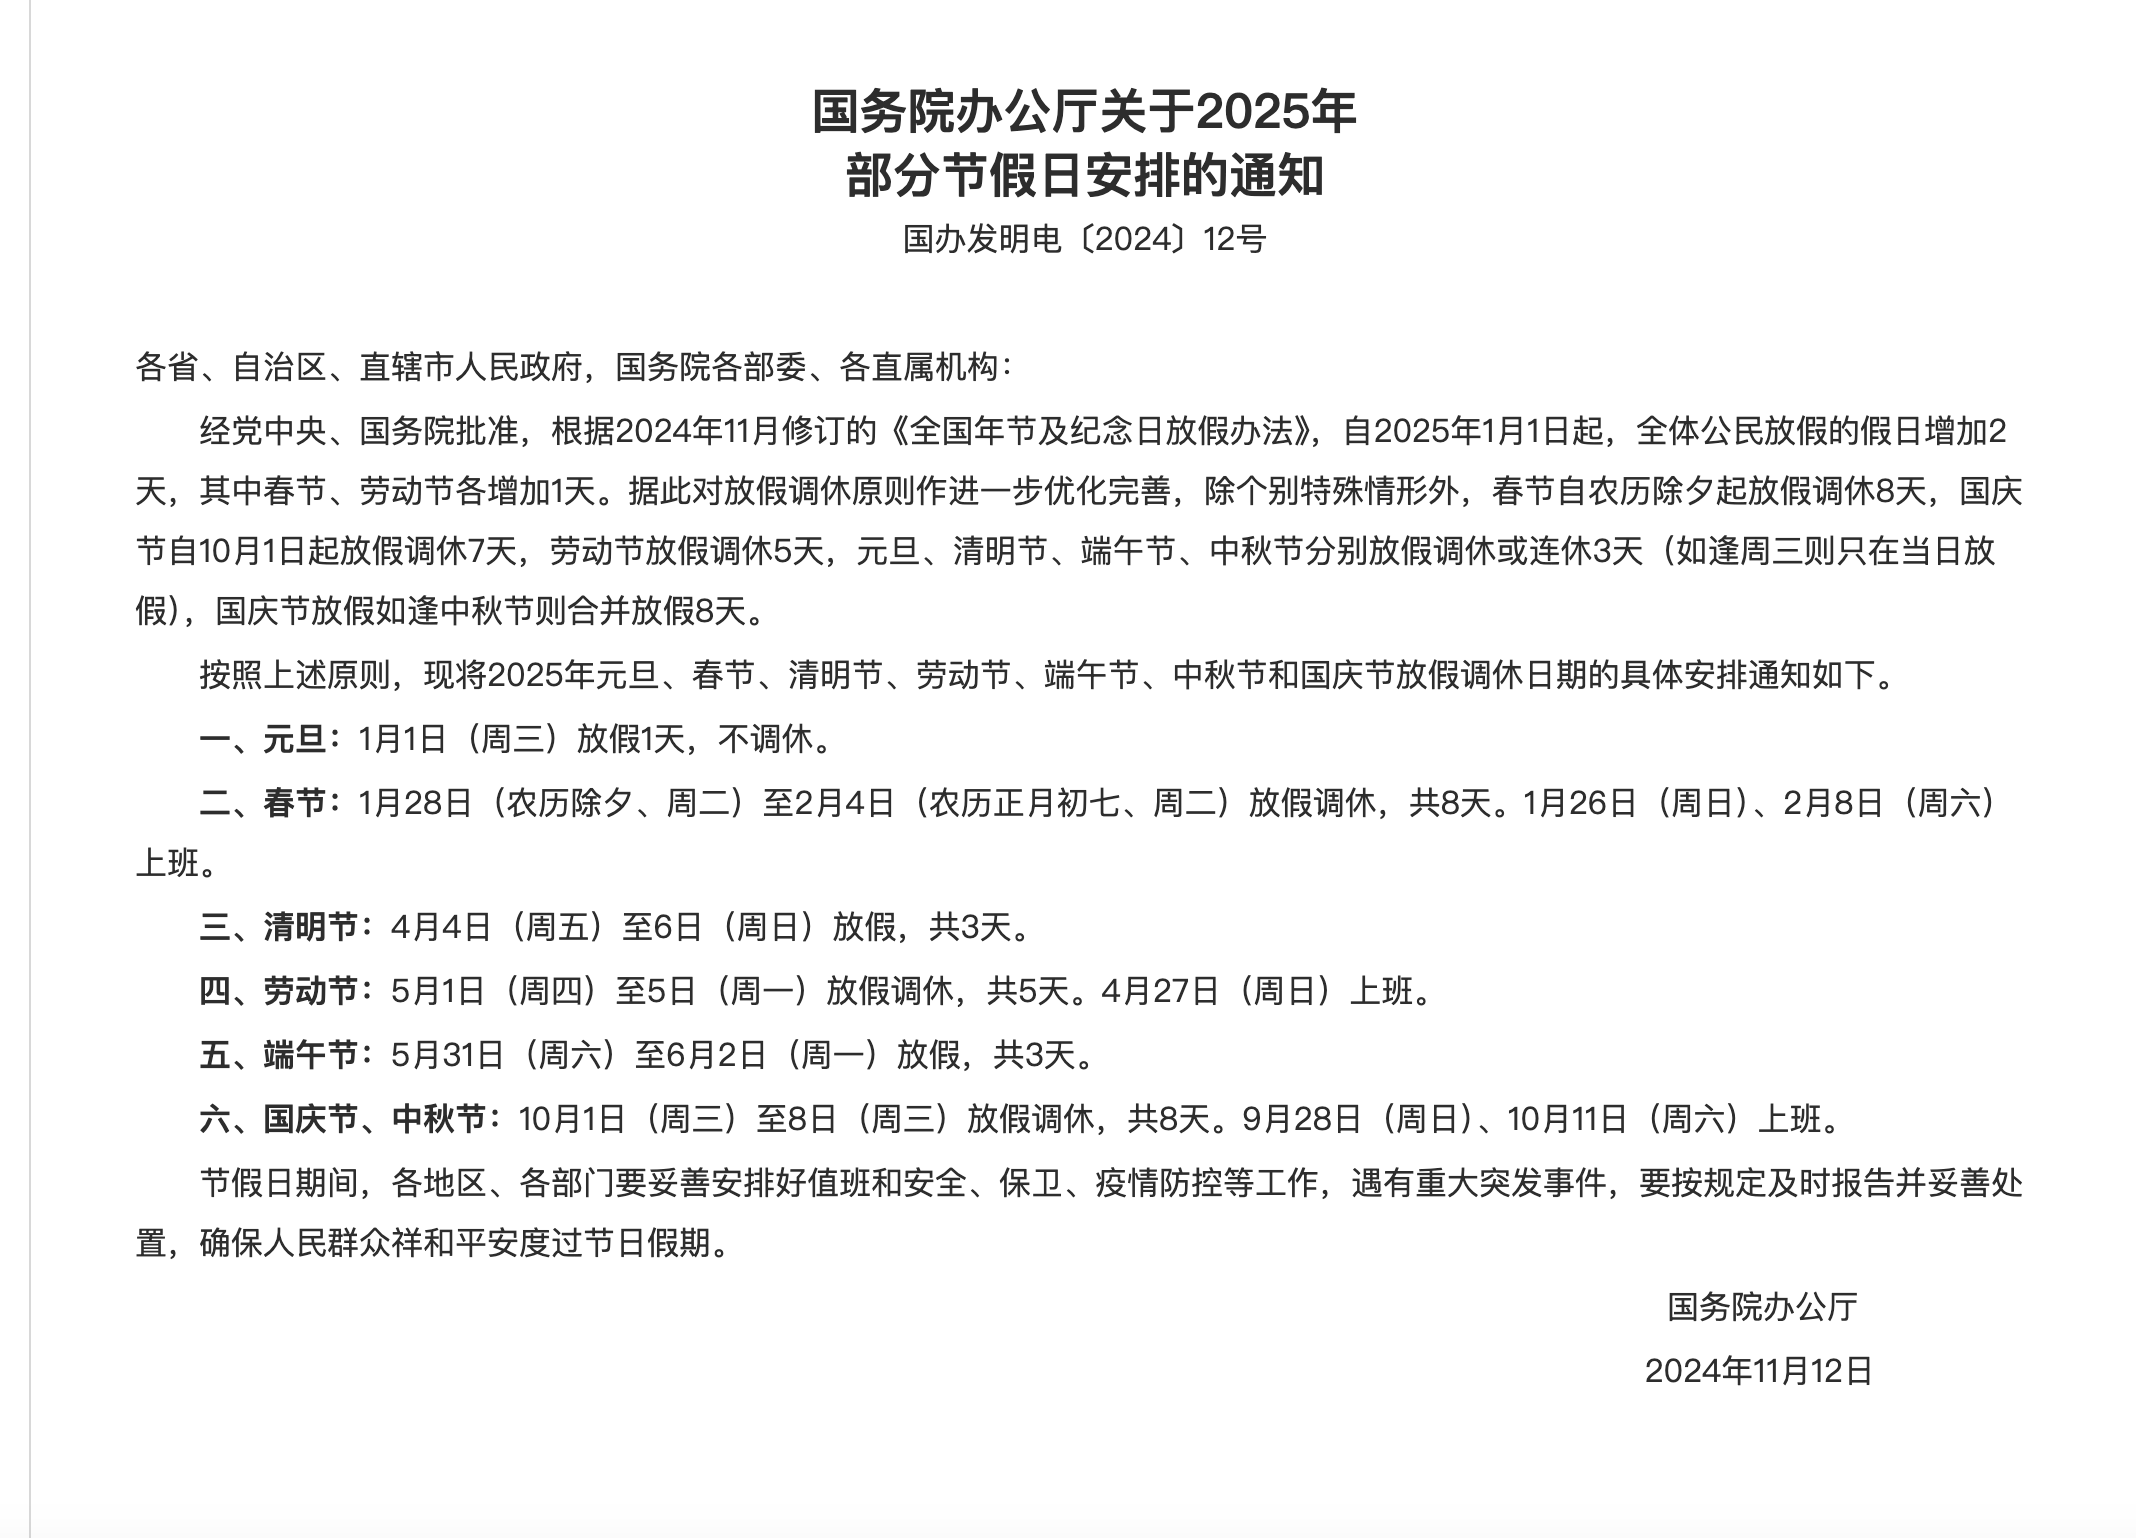 国务院办公厅关于2025年
部分节假日安排的通知
国办发明电〔2024〕12号
各省、自治区、直辖市人民政府，国务院各部委、各直属机构：
经党中央、国务院批准，根据2024年11月修订的《全国年节及纪念日放假办法》，自2025年1月1日起，全体公民放假的假日增加2
天，其中春节、劳动节各增加1天。据此对放假调休原则作进一步优化完善，除个别特殊情形外，春节自农历除夕起放假调休8天，国庆
节自10月1日起放假调休7天，劳动节放假调休5天，元旦、清明节、端午节、中秋节分别放假调休或连休3天（如逢周三则只在当日放
假），国庆节放假如逢中秋节则合并放假8天。
按照上述原则，现将2025年元旦、春节、清明节、劳动节、端午节、中秋节和国庆节放假调休日期的具体安排通知如下。
一、元旦：1月1日（周三）放假1天，不调休。
二、春节：1月28日（农历除夕、周二）至2月4日（农历正月初七、周二）放假调休，共8天。1月26日（周日）、2月8日（周六）
上班。
三、清明节：4月4日（周五）至6日（周日）放假，共3天。
四、劳动节：5月1日（周四）至5日（周一）放假调休，共5天。4月27日（周日）上班。
五、端午节：5月31日（周六）至6月2日（周一）放假，共3天。
六、国庆节、中秋节：10月1日（周三）至8日（周三）放假调休，共8天。9月28日（周日）、10月11日（周六）上班。
节假日期间，各地区、各部门要妥善安排好值班和安全、保卫、疫情防控等工作，遇有重大突发事件，要按规定及时报告并妥善处
置，确保人民群众祥和平安度过节日假期。
国务院办公厅
2024年11月12日